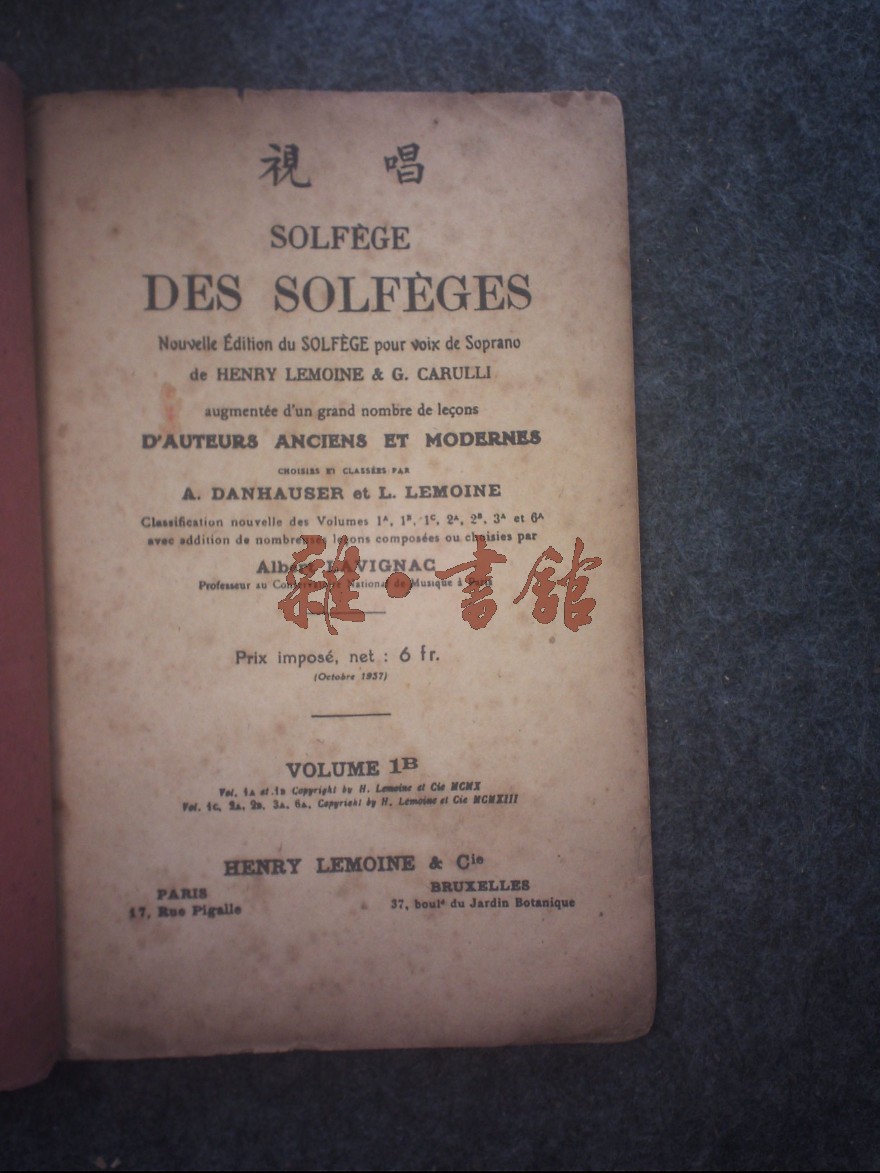 視 唱
SOLFÈGE
DES SOLFÈGES
Nouvelle Édition du SOLFÈGE pour voix de Soprano
de HENRY LEMOINE & G. CARULLI
augmentée d'un grand nombre de leçons
D'AUTEURS ANCIENS ET MODERNES
CHOISIES ET CLASSÉES PAR
A. DANHAUSER et L. LEMOINE
Classification nouvelle des Volumes 1ᴬ, 1ᴮ, 1ᶜ, 2ᴬ, 2ᴮ, 3ᴬ et 6ᴬ
avec addition de nombreuses leçons composées ou choisies par
Albert LAVIGNAC
Professeur au Conservatoire National de Musique à Paris
雜·書館
Prix imposé, net : 6 fr.
(Octobre 1937)
VOLUME 1ᴮ
Vol. 1A et 1B Copyright by H. Lemoine et Cie MCMX
Vol. 1C, 2A, 2B, 3A, 6A, Copyright by H. Lemoine et Cie MCMXIII
HENRY LEMOINE & Cⁱᵉ
PARIS BRUXELLES
17, Rue Pigalle 37, boulᵈ du Jardin Botanique